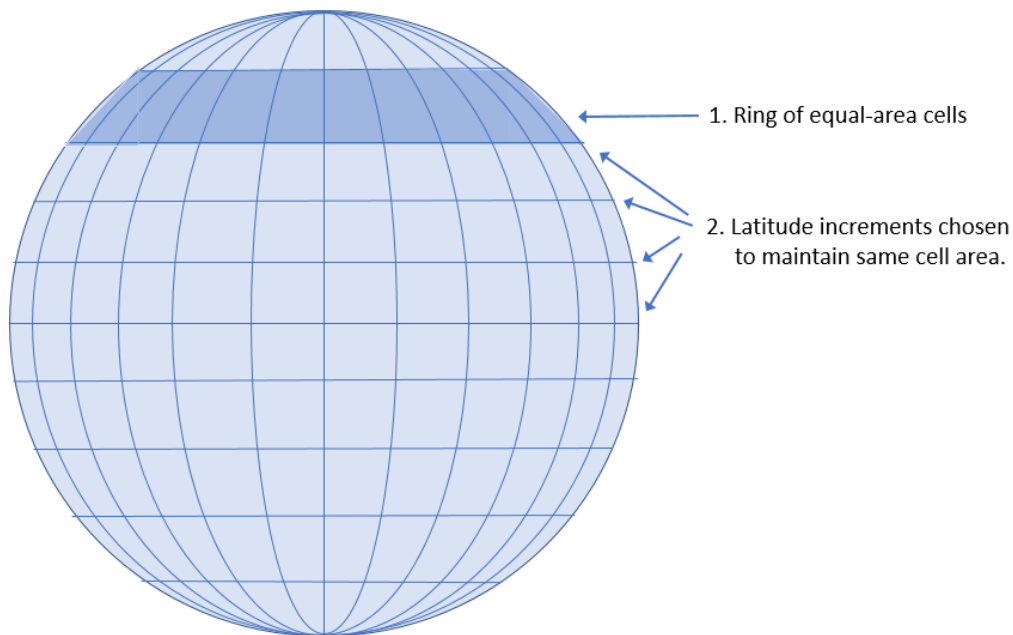 1. Ring of equal-area cells
2. Latitude increments chosen
to maintain same cell area.